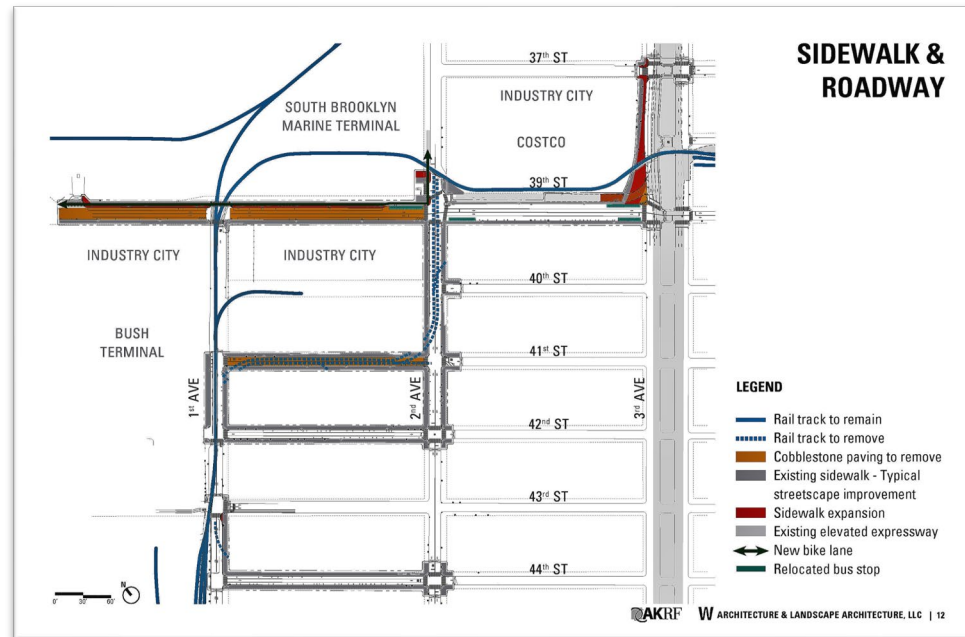 SIDEWALK &
ROADWAY
37th ST
INDUSTRY CITY
SOUTH BROOKLYN
MARINE TERMINAL
COSTCO
39th ST
INDUSTRY CITY
INDUSTRY CITY
40th ST
BUSH
TERMINAL
41st ST
1st AVE
2nd AVE
3rd AVE
42nd ST
43rd ST
44th ST
LEGEND
Rail track to remain
Rail track to remove
Cobblestone paving to remove
Existing sidewalk - Typical
streetscape improvement
Sidewalk expansion
Existing elevated expressway
New bike lane
Relocated bus stop
0' 30' 60'
N
AKRF W ARCHITECTURE & LANDSCAPE ARCHITECTURE, LLC | 12